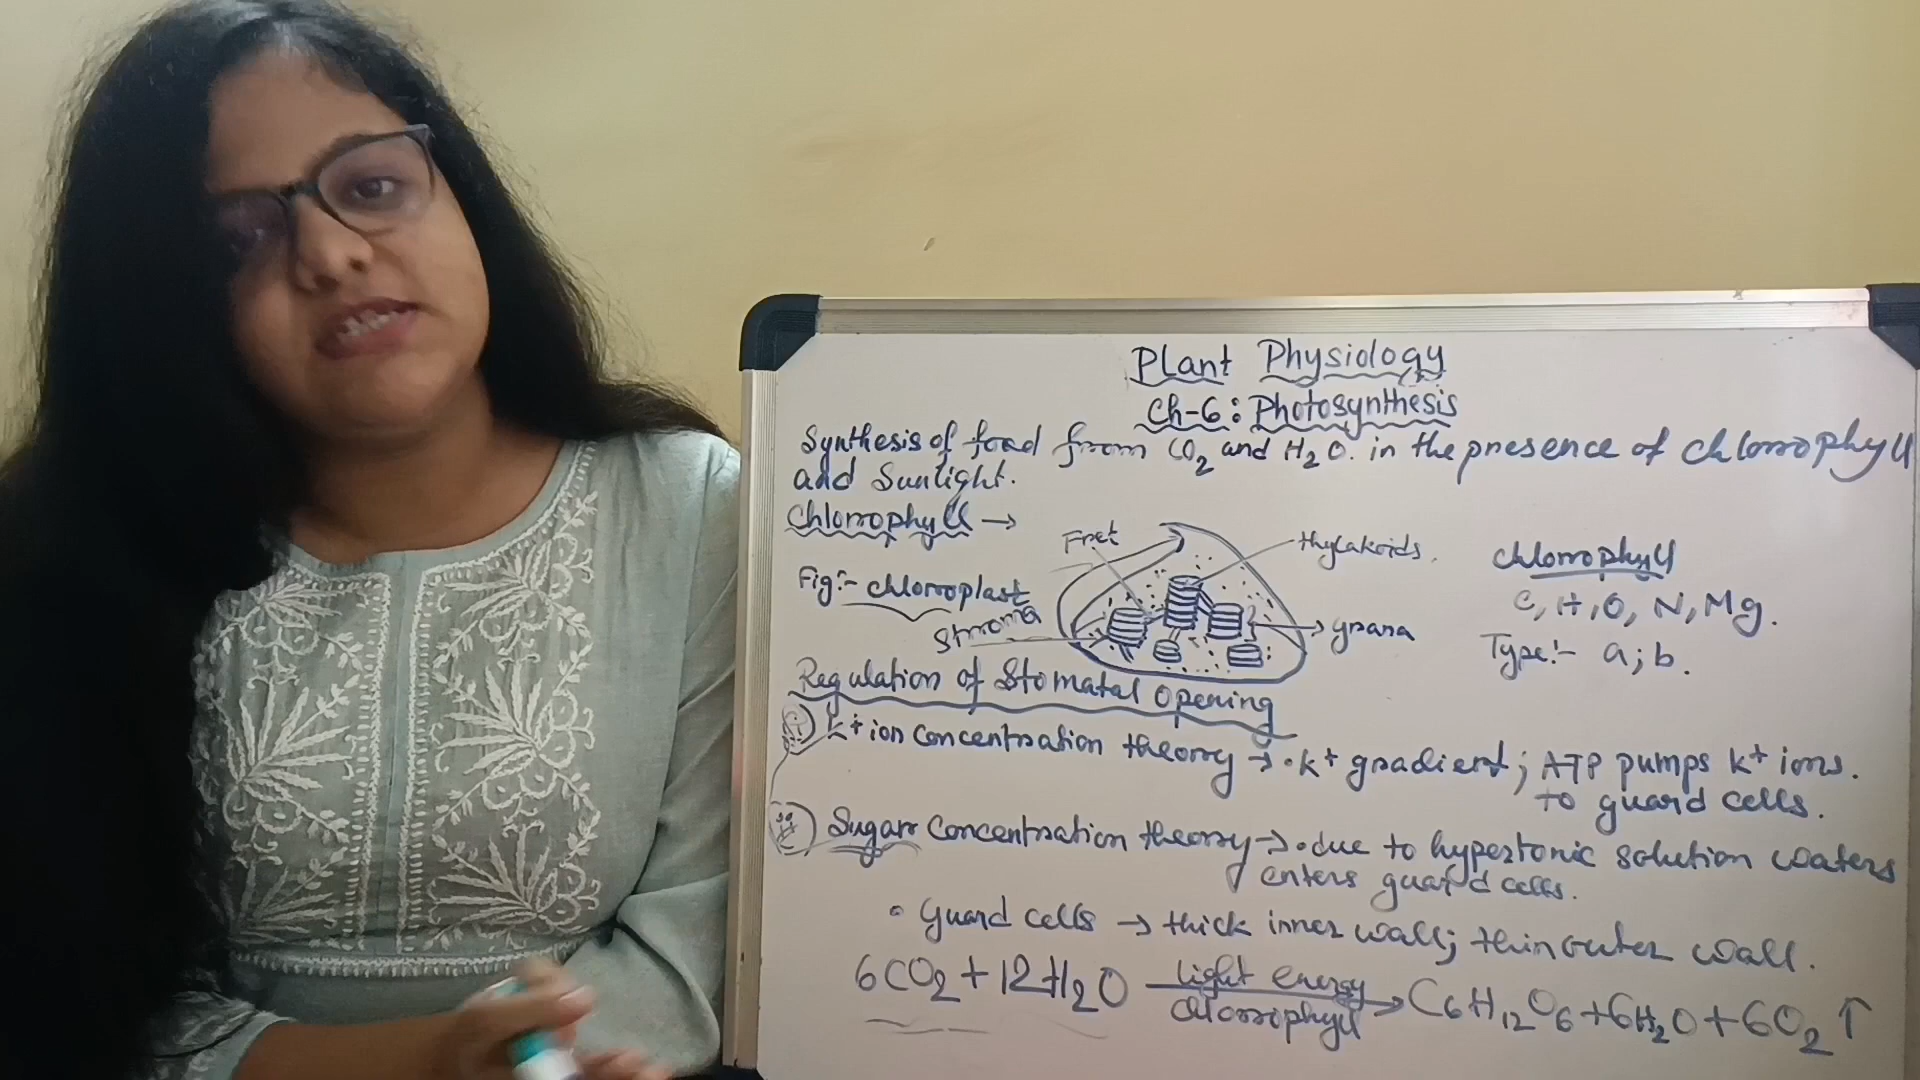 Plant Physiology
Ch-6: Photosynthesis
Synthesis of food from CO2 and H2O. in the presence of chlorophyll
and Sunlight.
Chlorophyll →
Fret
thylakoids.
chlorophyll
Fig:- chloroplast
C, H, O, N, Mg.
Stroma
grana
Type:- a; b.
Regulation of Stomatal Opening
K+ ion concentration theory → • K+ gradient; ATP pumps K+ ions.
to guard cells.
Sugar concentration theory → • due to hypertonic solution waters
enters guard cells.
• Guard cells → thick inner wall; thin outer wall.
6CO2 + 12H2O light energy → C6H12O6 + 6H2O + 6O2 ↑
Chlorophyll